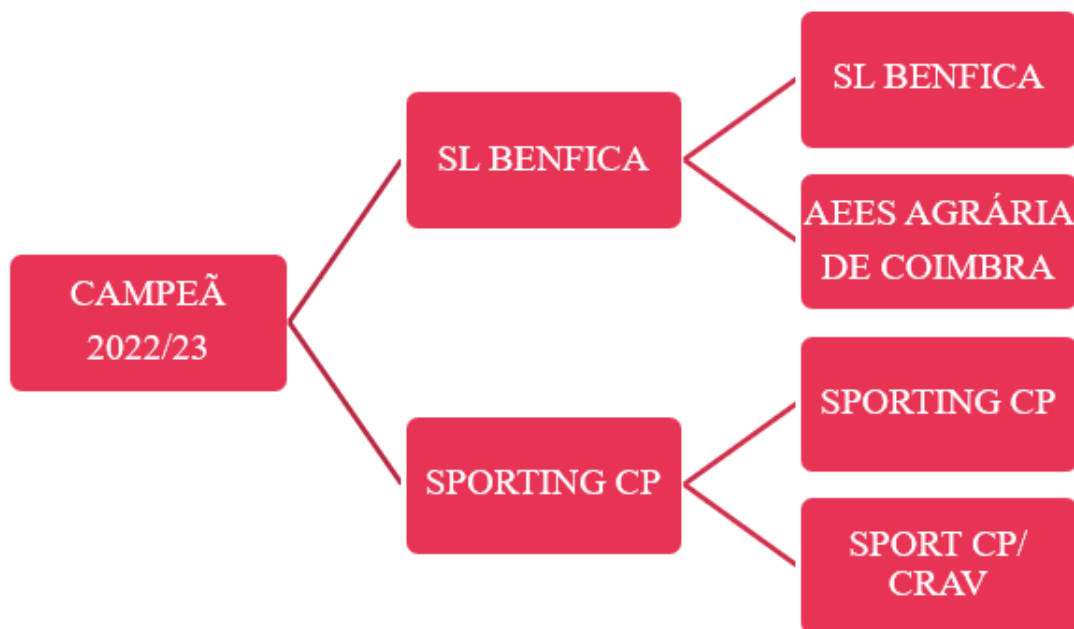 CAMPEÃ
2022/23
SL BENFICA
SPORTING CP
SL BENFICA
AEES AGRÁRIA
DE COIMBRA
SPORTING CP
SPORT CP/
CRAV